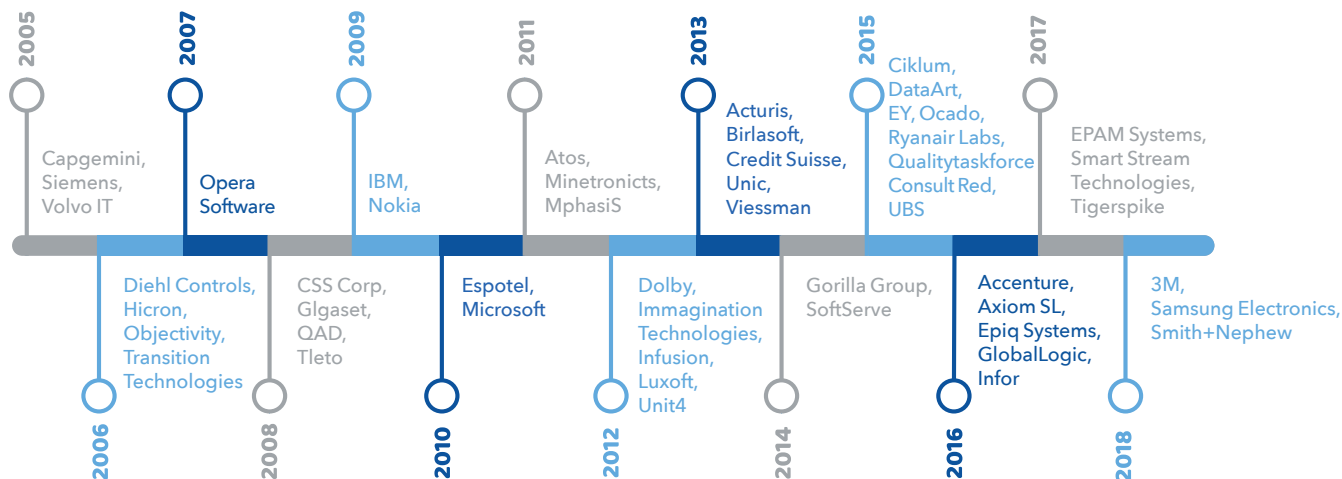 2005
Capgemini,
Siemens,
Volvo IT
2006
Diehl Controls,
Hicron,
Objectivity,
Transition
Technologies
2007
Opera
Software
2008
CSS Corp,
Glgaset,
QAD,
Tleto
2009
IBM,
Nokia
2010
Espotel,
Microsoft
2011
Atos,
Minetronicts,
MphasiS
2012
Dolby,
Immagination
Technologies,
Infusion,
Luxoft,
Unit4
2013
Acturis,
Birlasoft,
Credit Suisse,
Unic,
Viessman
2014
Gorilla Group,
SoftServe
2015
Ciklum,
DataArt,
EY, Ocado,
Ryanair Labs,
Qualitytaskforce
Consult Red,
UBS
2016
Accenture,
Axiom SL,
Epiq Systems,
GlobalLogic,
Infor
2017
EPAM Systems,
Smart Stream
Technologies,
Tigerspike
2018
3M,
Samsung Electronics,
Smith+Nephew